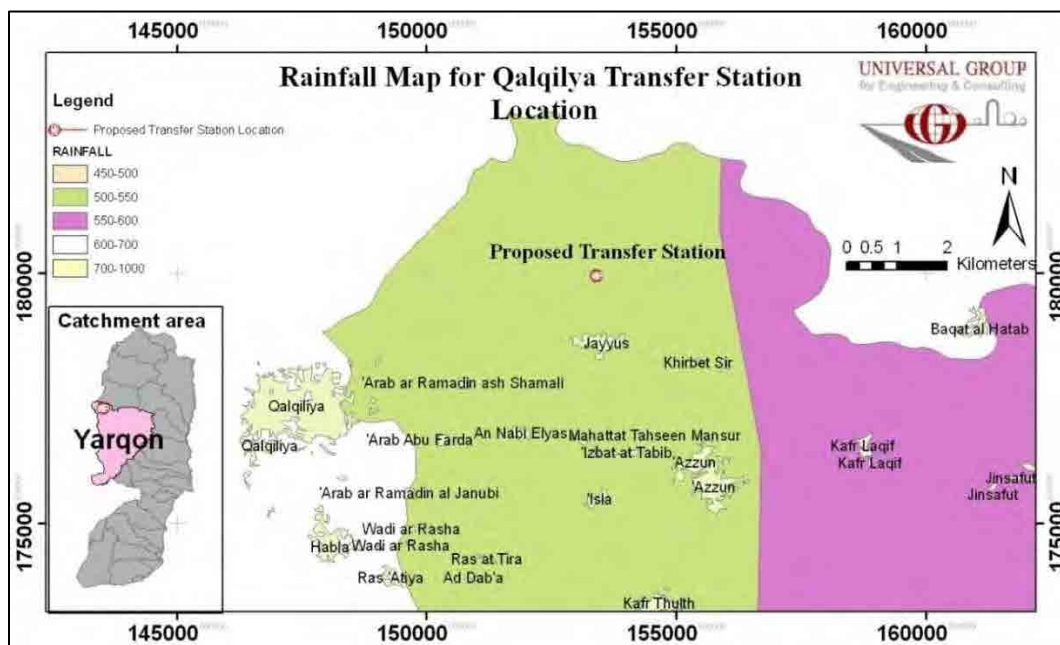 145000
150000
155000
160000
Rainfall Map for Qalqilya Transfer Station
Location
UNIVERSAL GROUP
for Engineering & Consulting
Legend
Proposed Transfer Station Location
RAINFALL
450-500
500-550
550-600
600-700
700-1000
N
0 0.5 1 2
Kilometers
180000
180000
Proposed Transfer Station
Catchment area
Yarqon
Baqat al Hatab
Jayyus
Khirbet Sir
'Arab ar Ramadin ash Shamali
Qalqiliya
Qalqiliya
'Arab Abu Farda
An Nabi Elyas
Mahattat Tahseen Mansur
'Izbat at Tabib
'Azzun
'Azzun
Kafr Laqif
Kafr Laqif
Jinsafut
Jinsafut
'Arab ar Ramadin al Janubi
'Isla
175000
175000
Wadi ar Rasha
Habla
Wadi ar Rasha
Ras at Tira
Ras 'Atiya
Ad Dab'a
Kafr Thulth
145000
150000
155000
160000